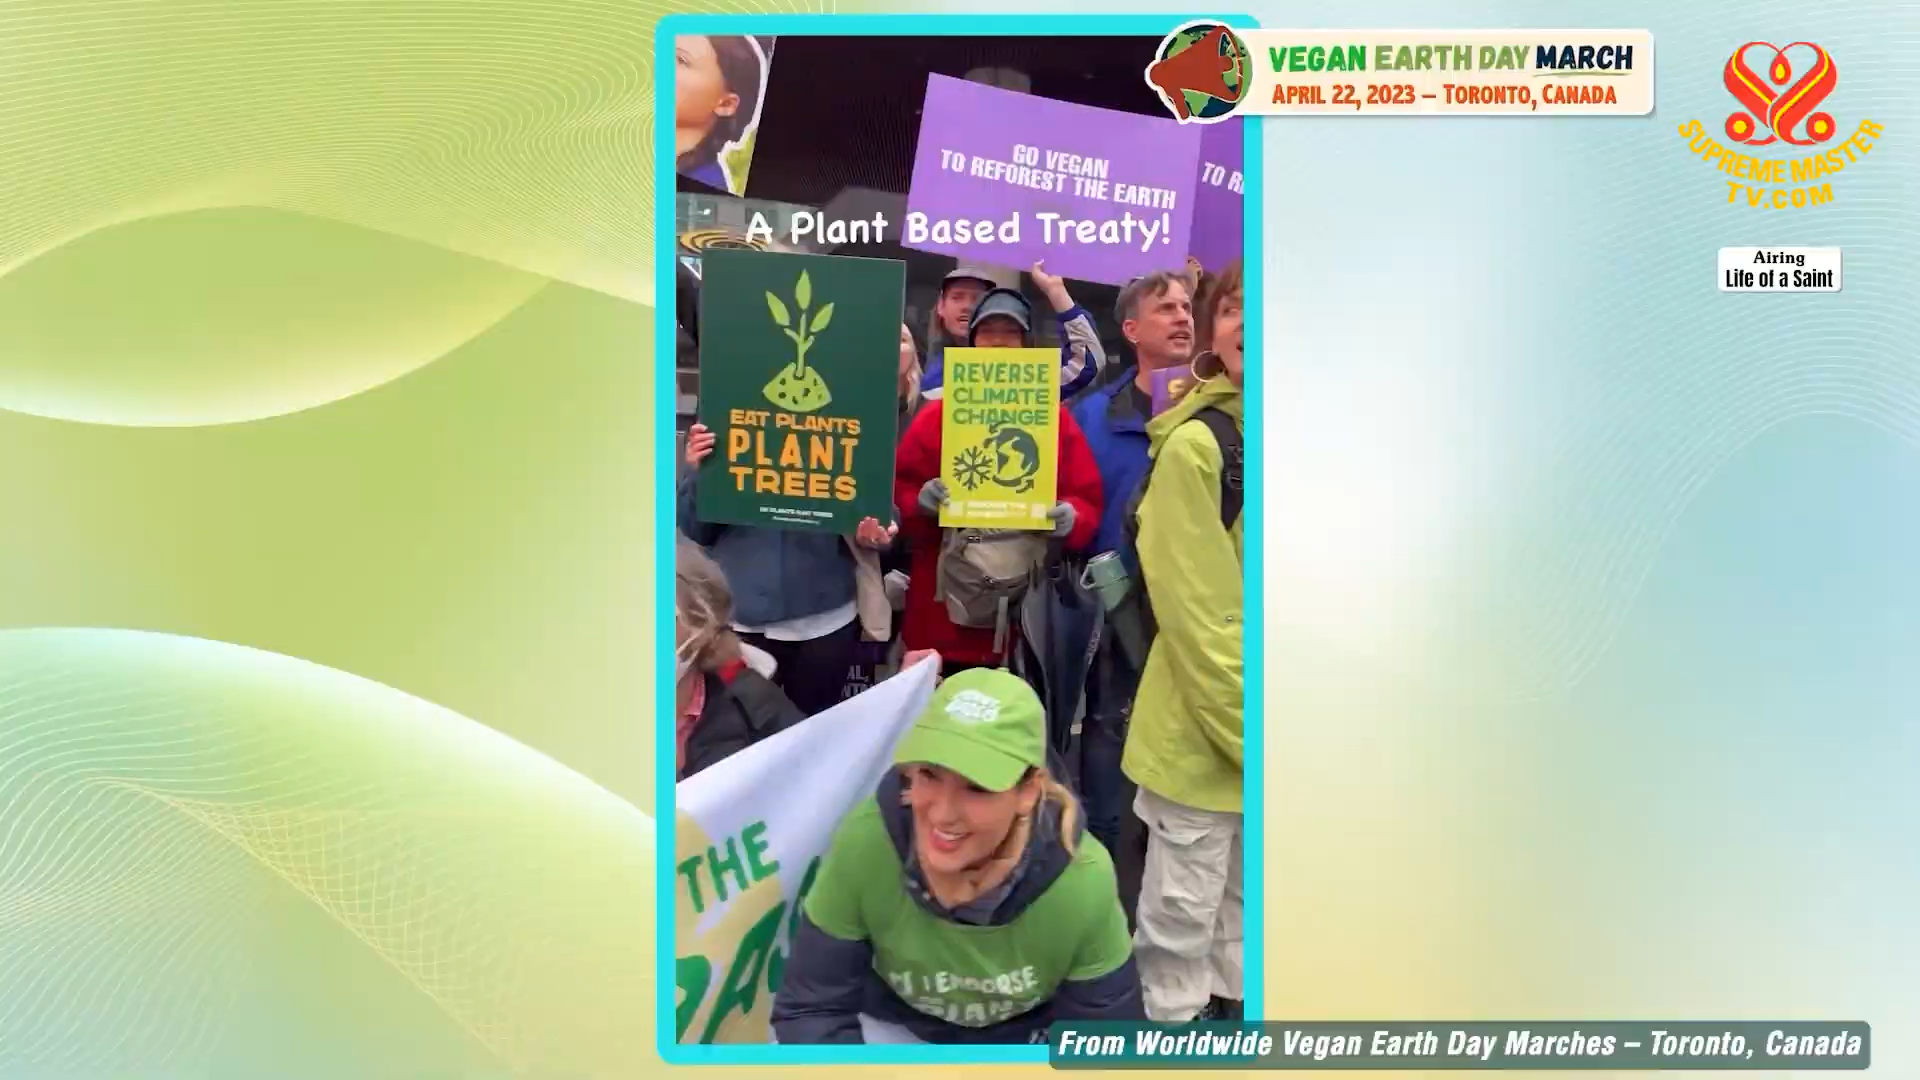 VEGAN EARTH DAY MARCH
APRIL 22, 2023 – TORONTO, CANADA
SUPREME MASTER
TV.COM
Airing
Life of a Saint
GO VEGAN
TO REFOREST THE EARTH
TO
A Plant Based Treaty!
EAT PLANTS
PLANT
TREES
REVERSE
CLIMATE
CHANGE
THE
I ENDORSE
From Worldwide Vegan Earth Day Marches – Toronto, Canada